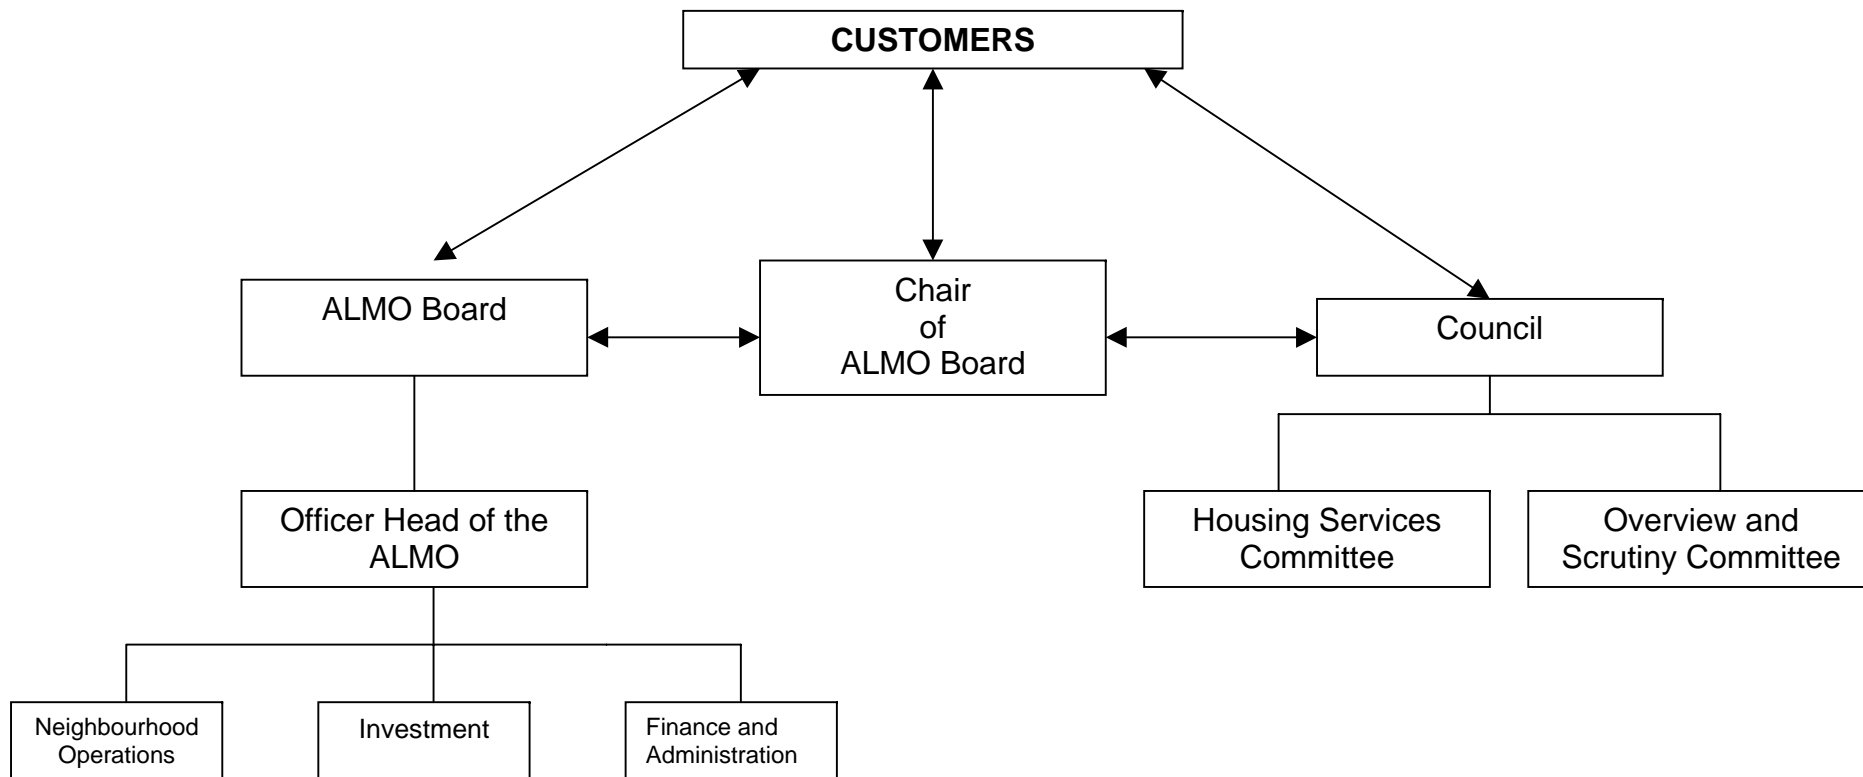 CUSTOMERS
ALMO Board
Chair
of
ALMO Board
Council
Officer Head of the
ALMO
Housing Services
Committee
Overview and
Scrutiny Committee
Neighbourhood
Operations
Investment
Finance and
Administration